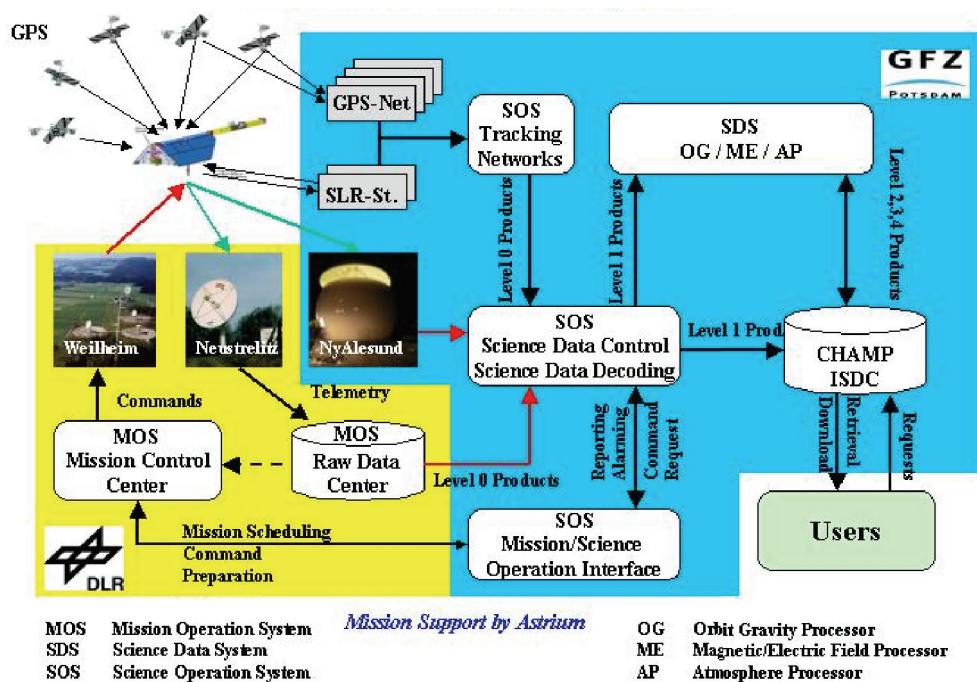 GPS
GFZ
POTSDAM
GPS-Net
SOS
Tracking
Networks
SDS
OG / ME / AP
SLR-St.
Level 0 Products
Level 1 Products
Level 2,3,4 Products
Weilheim
Neustrelitz
NyAlesund
SOS
Science Data Control
Science Data Decoding
Level 1 Prod.
CHAMP
ISDC
Commands
Telemetry
MOS
Mission Control
Center
MOS
Raw Data
Center
Level 0 Products
Reporting
Alarming
Command
Request
Download
Retrieval
Requests
Mission Scheduling
Command
Preparation
SOS
Mission/Science
Operation Interface
Users
DLR
Mission Support by Astrium
MOS Mission Operation System
SDS Science Data System
SOS Science Operation System
OG Orbit Gravity Processor
ME Magnetic/Electric Field Processor
AP Atmosphere Processor